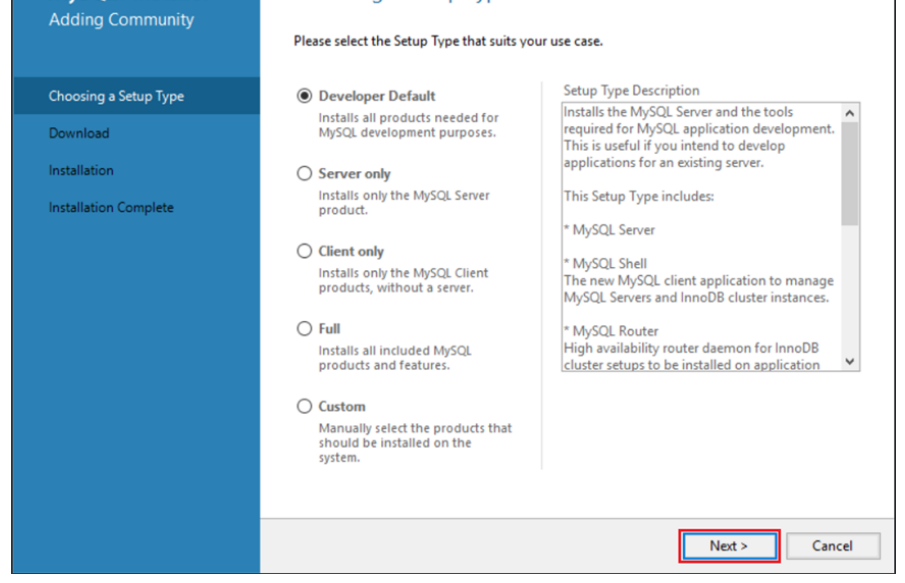 Adding Community
Please select the Setup Type that suits your use case.
Choosing a Setup Type
Download
Installation
Installation Complete
Developer Default
Installs all products needed for
MySQL development purposes.
Server only
Installs only the MySQL Server
product.
Client only
Installs only the MySQL Client
products, without a server.
Full
Installs all included MySQL
products and features.
Custom
Manually select the products that
should be installed on the
system.
Setup Type Description
Installs the MySQL Server and the tools
required for MySQL application development.
This is useful if you intend to develop
applications for an existing server.
This Setup Type includes:
* MySQL Server
* MySQL Shell
The new MySQL client application to manage
MySQL Servers and InnoDB cluster instances.
* MySQL Router
High availability router daemon for InnoDB
cluster setups to be installed on application
Next >
Cancel